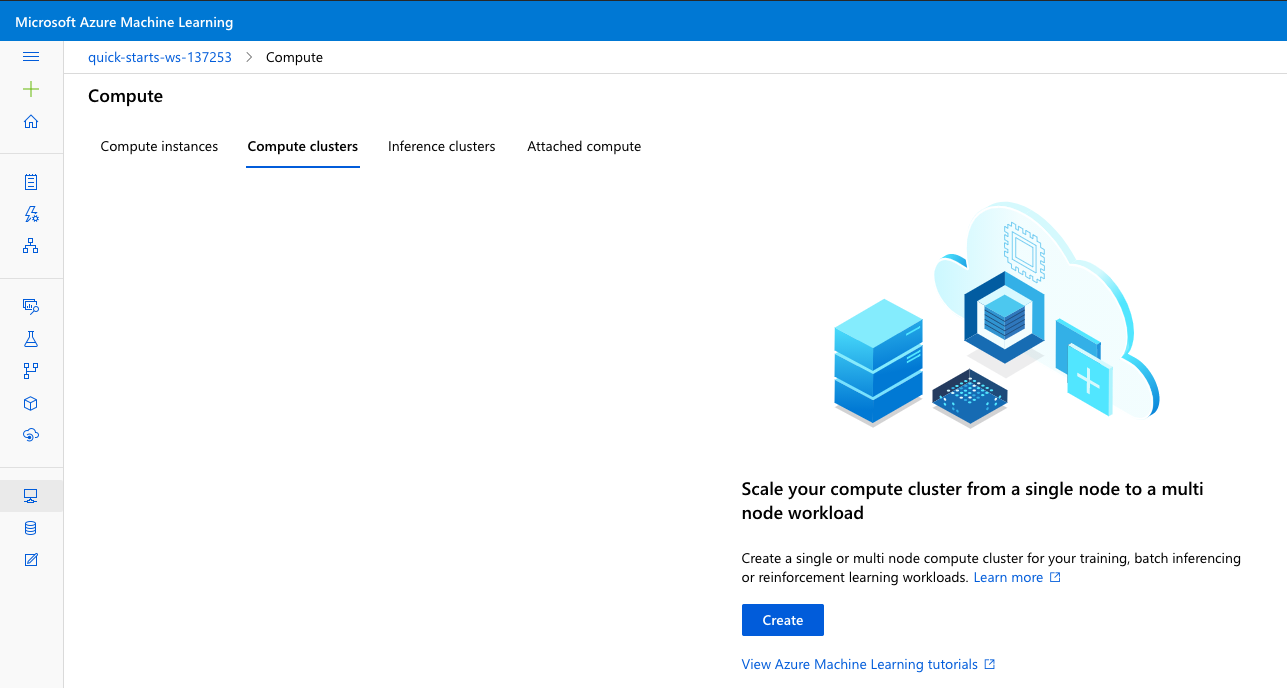 Microsoft Azure Machine Learning
quick-starts-ws-137253 > Compute
Compute
Compute instances Compute clusters Inference clusters Attached compute
Scale your compute cluster from a single node to a multi
node workload
Create a single or multi node compute cluster for your training, batch inferencing
or reinforcement learning workloads. Learn more
Create
View Azure Machine Learning tutorials